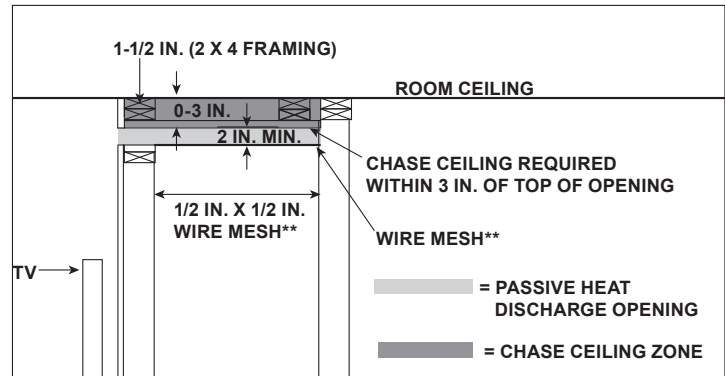 1-1/2 IN. (2 X 4 FRAMING)
ROOM CEILING
0-3 IN.
2 IN. MIN.
CHASE CEILING REQUIRED
WITHIN 3 IN. OF TOP OF OPENING
1/2 IN. X 1/2 IN.
WIRE MESH**
WIRE MESH**
TV
= PASSIVE HEAT
DISCHARGE OPENING
= CHASE CEILING ZONE